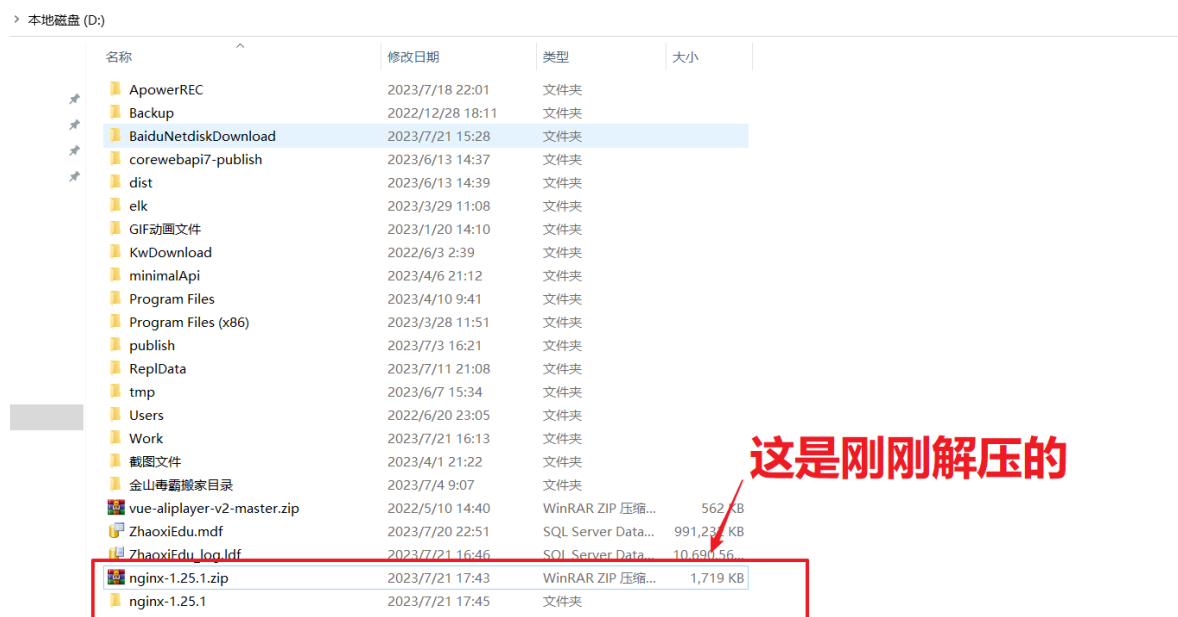 本地磁盘 (D:)
名称 修改日期 类型 大小
ApowerREC 2023/7/18 22:01 文件夹
Backup 2022/12/28 18:11 文件夹
BaiduNetdiskDownload 2023/7/21 15:28 文件夹
corewebapi7-publish 2023/6/13 14:37 文件夹
dist 2023/6/13 14:39 文件夹
elk 2023/3/29 11:08 文件夹
GIF动画文件 2023/1/20 14:10 文件夹
KwDownload 2022/6/3 2:39 文件夹
minimalApi 2023/4/6 21:12 文件夹
Program Files 2023/4/10 9:41 文件夹
Program Files (x86) 2023/3/28 11:51 文件夹
publish 2023/7/3 16:21 文件夹
ReplData 2023/7/11 21:08 文件夹
tmp 2023/6/7 15:34 文件夹
Users 2022/6/20 23:05 文件夹
Work 2023/7/21 16:13 文件夹
截图文件 2023/4/1 21:22 文件夹
金山毒霸搬家目录 2023/7/4 9:07 文件夹
这是刚刚解压的
vue-aliplayer-v2-master.zip 2022/5/10 14:40 WinRAR ZIP 压缩... 562 KB
ZhaoxiEdu.mdf 2023/7/20 22:51 SQL Server Data... KB
ZhaoxiEdu_log.ldf 2023/7/21 16:46 SQL Server Data... 10,690,56...
nginx-1.25.1.zip 2023/7/21 17:43 WinRAR ZIP 压缩... 1,719 KB
nginx-1.25.1 2023/7/21 17:45 文件夹